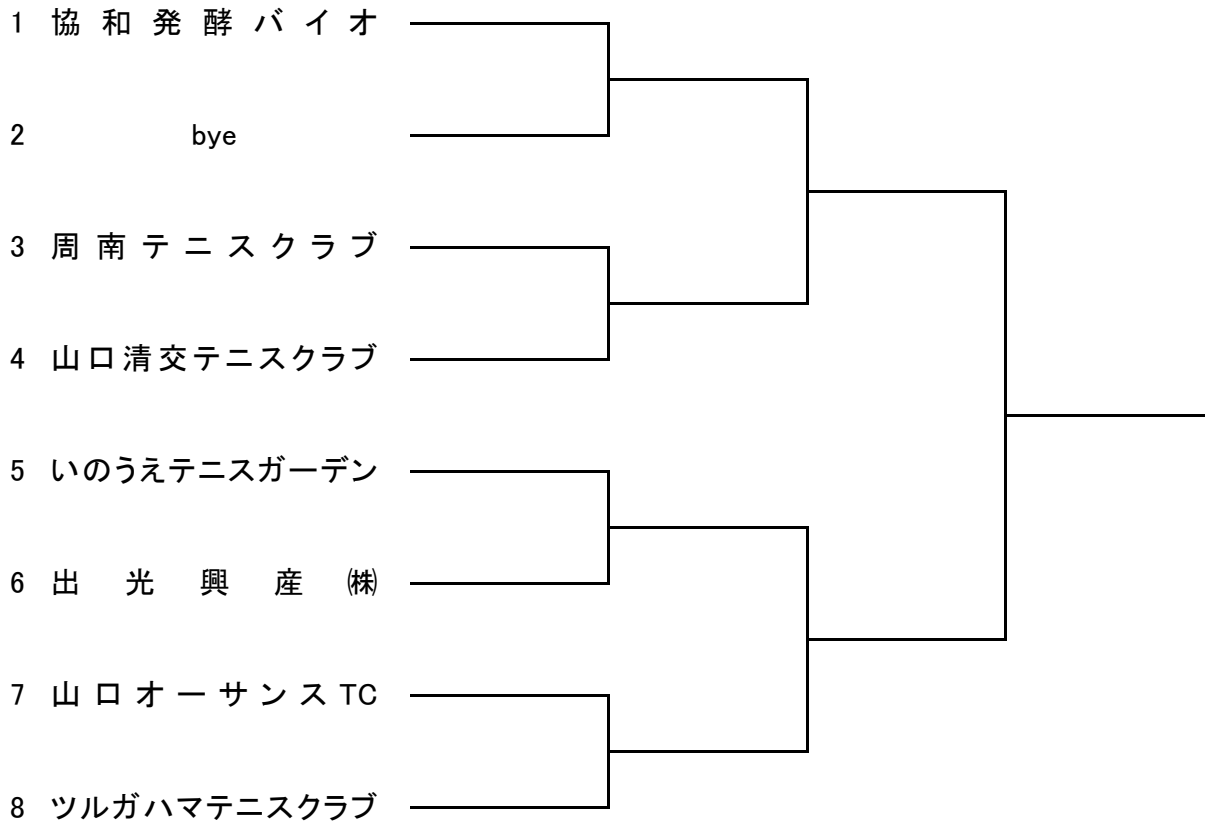 1 協和発酵バイオ
2 bye
3 周南テニスクラブ
4 山口清交テニスクラブ
5 いのうえテニスガーデン
6 出光興産㈱
7 山口オーサンスTC
8 ツルガハマテニスクラブ